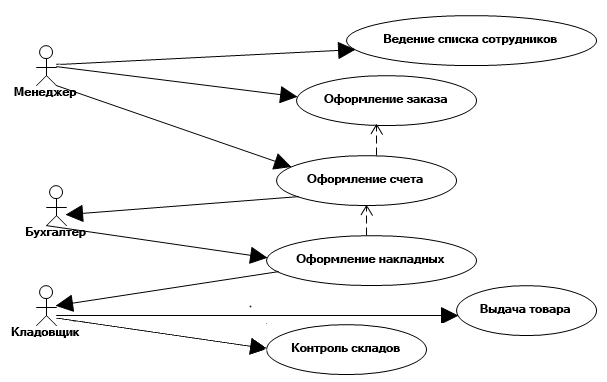 Ведение списка сотрудников
Менеджер
Оформление заказа
Оформление счета
Бухгалтер
Оформление накладных
Выдача товара
Кладовщик
Контроль складов